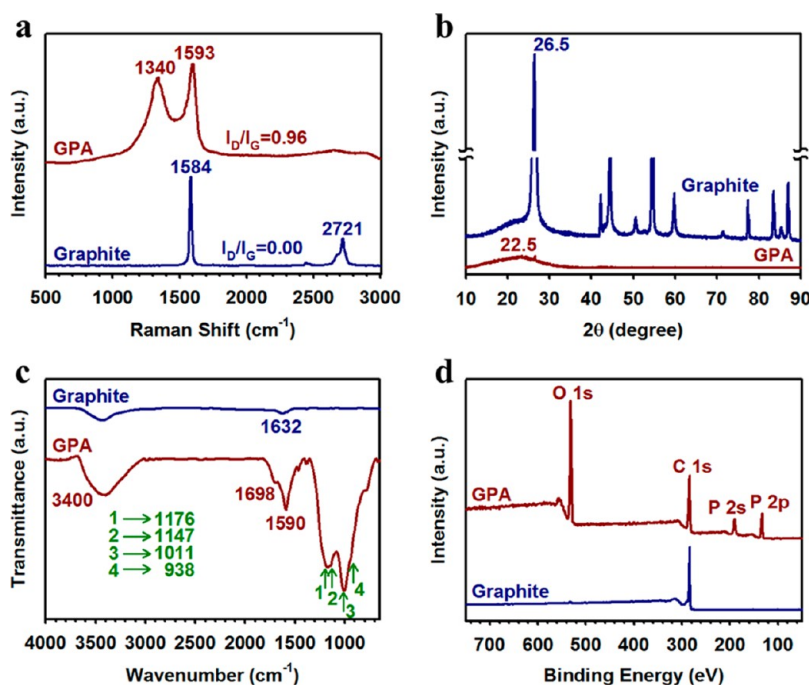 a
1340
1593
I_D/I_G=0.96
GPA
1584
2721
Graphite
I_D/I_G=0.00
500 1000 1500 2000 2500 3000
Raman Shift (cm⁻¹)
Intensity (a.u.)
b
26.5
Graphite
22.5
GPA
10 20 30 40 50 60 70 80 90
2θ (degree)
Intensity (a.u.)
c
Graphite
1632
GPA
3400
1698
1590
1→1176
2→1147
3→1011
4→ 938
1
2
3
4
4000 3500 3000 2500 2000 1500 1000
Wavenumber (cm⁻¹)
Transmittance (a.u.)
d
O 1s
C 1s
GPA
P 2s
P 2p
Graphite
700 600 500 400 300 200 100
Binding Energy (eV)
Intensity (a.u.)